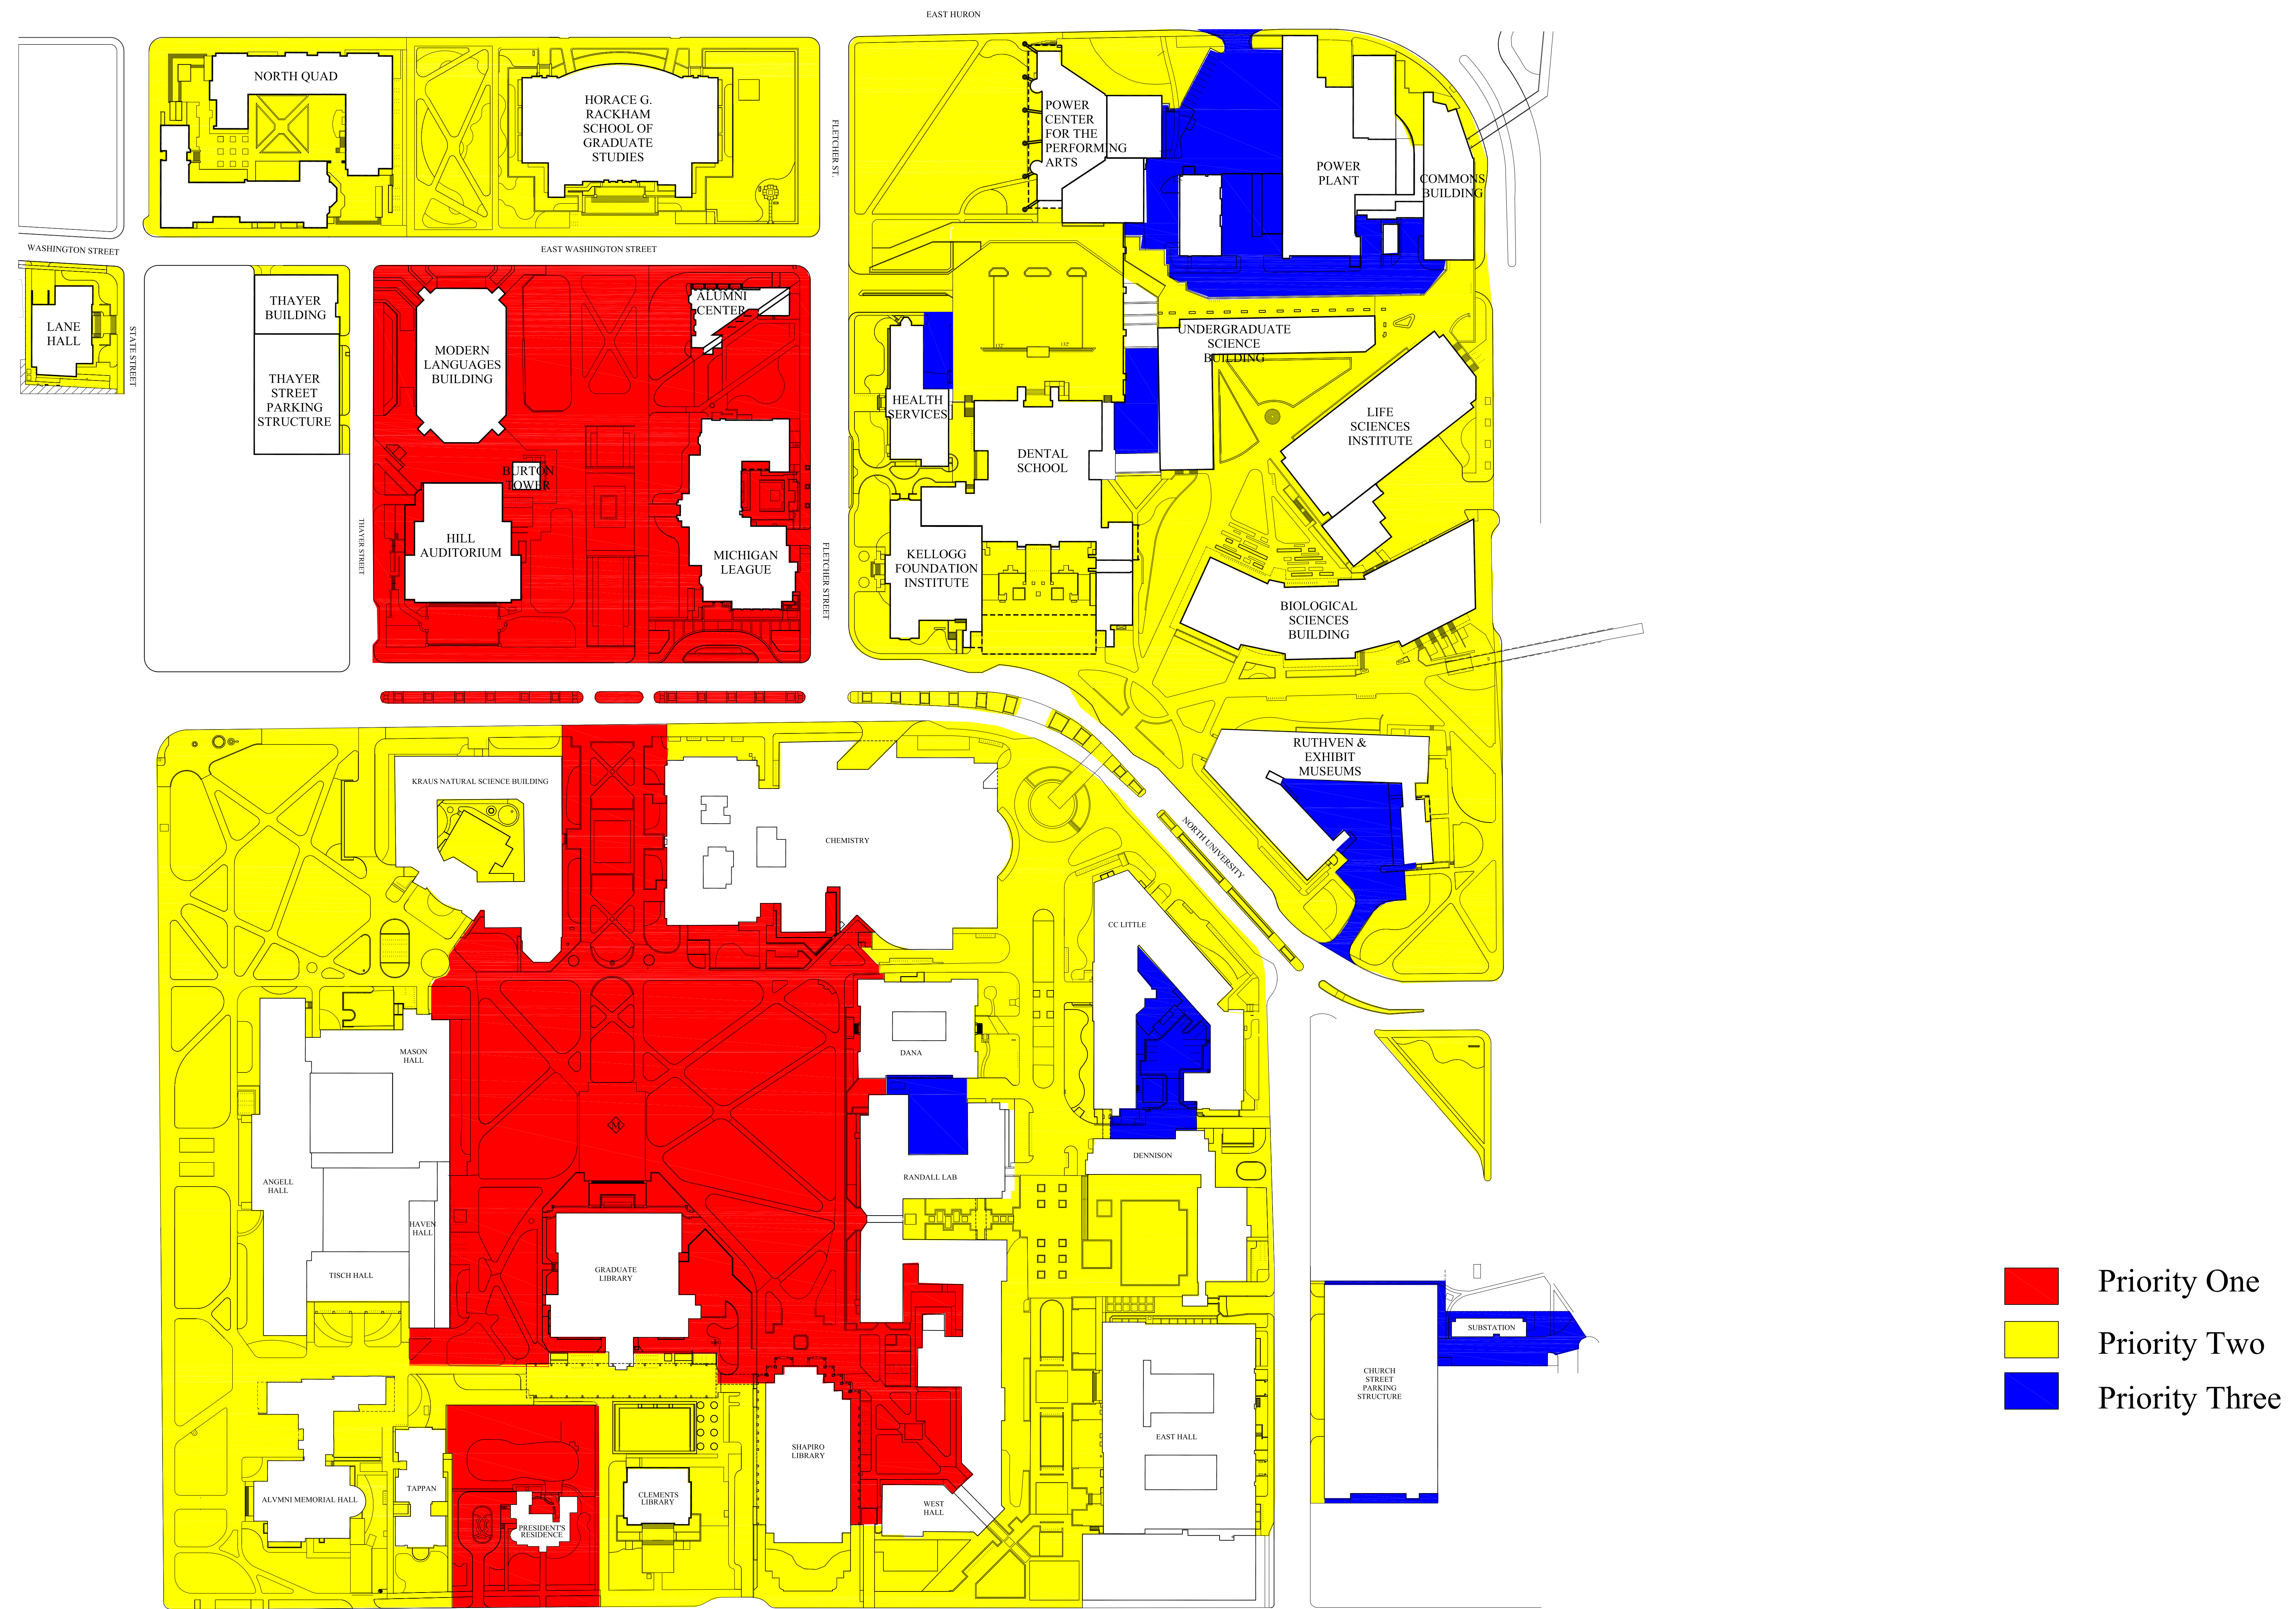 EAST HURON
NORTH QUAD
HORACE G.
RACKHAM
SCHOOL OF
GRADUATE
STUDIES
FLETCHER ST.
POWER
CENTER
FOR THE
PERFORMING
ARTS
POWER
PLANT
COMMONS
BUILDING
WASHINGTON STREET
EAST WASHINGTON STREET
LANE
HALL
STATE STREET
THAYER
BUILDING
THAYER
STREET
PARKING
STRUCTURE
MODERN
LANGUAGES
BUILDING
ALUMNI
CENTER
BURTON
TOWER
HILL
AUDITORIUM
THAYER STREET
MICHIGAN
LEAGUE
FLETCHER STREET
132'
132'
HEALTH
SERVICES
DENTAL
SCHOOL
KELLOGG
FOUNDATION
INSTITUTE
UNDERGRADUATE
SCIENCE
BUILDING
LIFE
SCIENCES
INSTITUTE
BIOLOGICAL
SCIENCES
BUILDING
RUTHVEN &
EXHIBIT
MUSEUMS
NORTH UNIVERSITY
KRAUS NATURAL SCIENCE BUILDING
CHEMISTRY
CC LITTLE
MASON
HALL
DANA
M
ANGELL
HALL
HAVEN
HALL
TISCH HALL
GRADUATE
LIBRARY
RANDALL LAB
DENNISON
SUBSTATION
CHURCH
STREET
PARKING
STRUCTURE
EAST HALL
SHAPIRO
LIBRARY
WEST
HALL
CLEMENTS
LIBRARY
PRESIDENT'S
RESIDENCE
TAPPAN
ALVMNI MEMORIAL HALL
Priority One
Priority Two
Priority Three